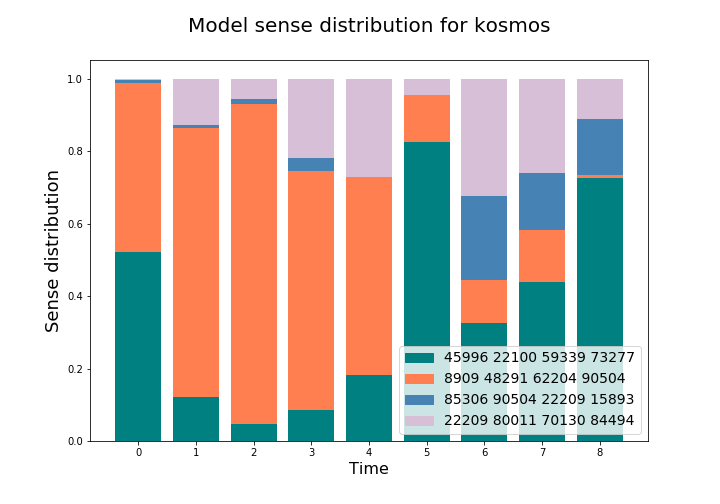 Model sense distribution for kosmos
1.0
0.8
0.6
0.4
0.2
0.0
Sense distribution
45996 22100 59339 73277
8909 48291 62204 90504
85306 90504 22209 15893
22209 80011 70130 84494
0 1 2 3 4 5 6 7 8
Time